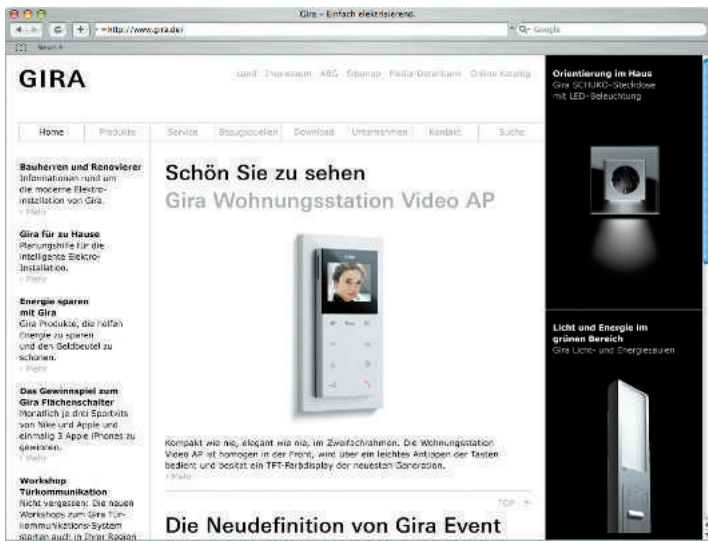 Gira – Einfach elektrisierend.
http://www.gira.de/
Google
News
GIRA
Land Impressum AGB Sitemap Media-Datenbank Online Katalog
Home Produkte Service Bezugsquellen Download Unternehmen Kontakt Suche
Bauherren und Renovierer
Informationen rund um
die moderne Elektro-
installation von Gira.
› Mehr
Gira für zu Hause
Planungshilfe für die
intelligente Elektro-
Installation.
› Mehr
Energie sparen
mit Gira
Gira Produkte, die helfen
Energie zu sparen
und den Geldbeutel zu
schonen.
› Mehr
Das Gewinnspiel zum
Gira Flächenschalter
Monatlich je drei Sportkits
von Nike und Apple und
einmalig 3 Apple iPhones zu
gewinnen.
› Mehr
Workshop
Türkommunikation
Nicht vergessen: Die neuen
Workshops zum Gira Tür-
kommunikations-System
starten auch in Ihrer Region
Schön Sie zu sehen
Gira Wohnungsstation Video AP
Kompakt wie nie, elegant wie nie, im Zweifachrahmen. Die Wohnungsstation
Video AP ist homogen in der Front, wird über ein leichtes Antippen der Tasten
bedient und besitzt ein TFT-Farbdisplay der neuesten Generation.
› Mehr
TOP ↑
Die Neudefinition von Gira Event
Orientierung im Haus
Gira SCHUKO-Steckdose
mit LED-Beleuchtung
Licht und Energie im
grünen Bereich
Gira Licht- und Energiesäulen